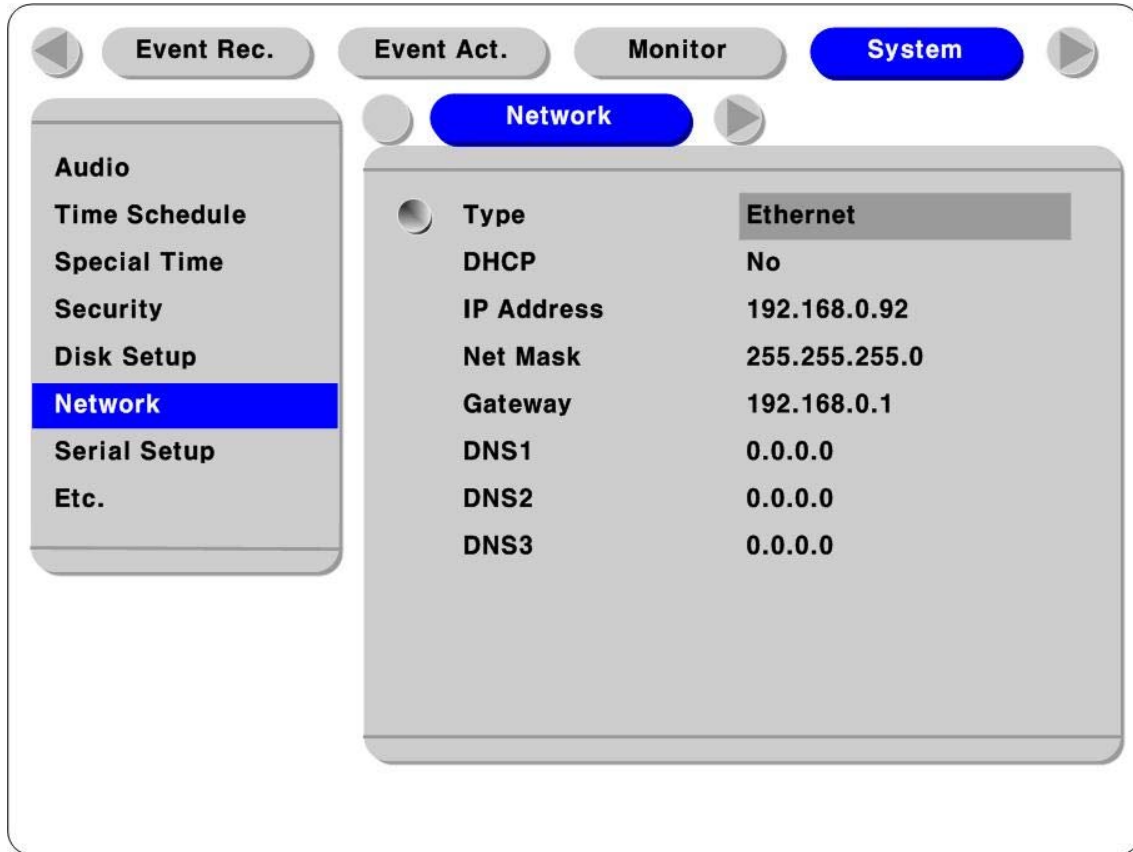 Event Rec. Event Act. Monitor System
Network
Audio
Time Schedule
Special Time
Security
Disk Setup
Network
Serial Setup
Etc.
Type Ethernet
DHCP No
IP Address 192.168.0.92
Net Mask 255.255.255.0
Gateway 192.168.0.1
DNS1 0.0.0.0
DNS2 0.0.0.0
DNS3 0.0.0.0